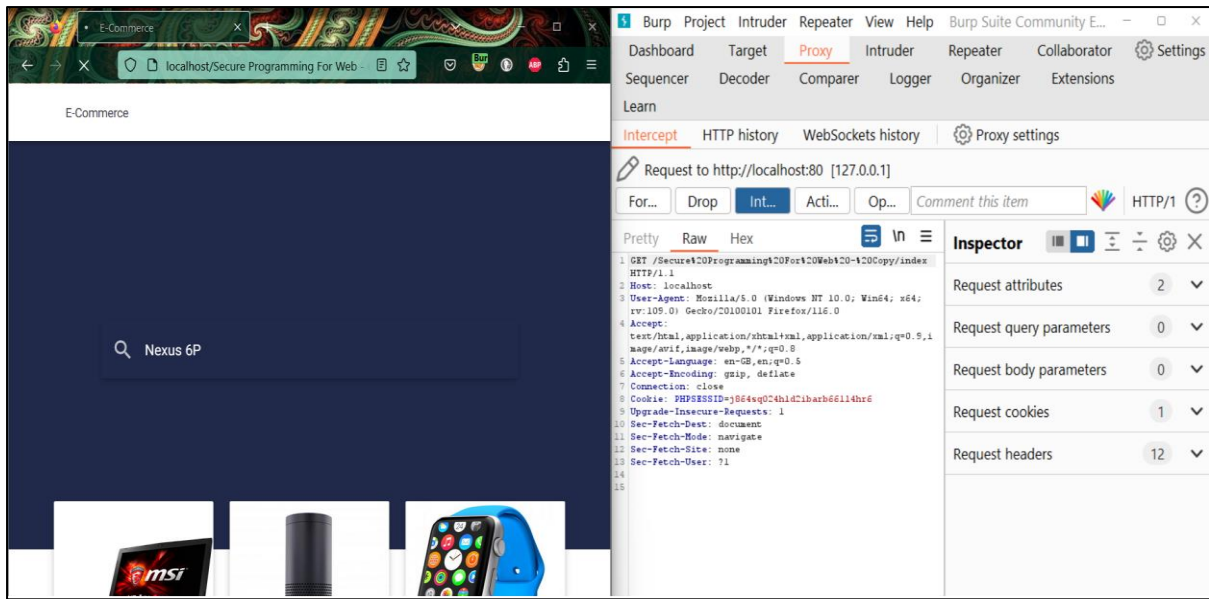 E-Commerce
localhost/Secure Programming For Web -
Bur
ABP
E-Commerce
Nexus 6P
msi
Burp Project Intruder Repeater View Help Burp Suite Community E...
Dashboard Target Proxy Intruder Repeater Collaborator Settings
Sequencer Decoder Comparer Logger Organizer Extensions
Learn
Intercept HTTP history WebSockets history Proxy settings
Request to http://localhost:80 [127.0.0.1]
For... Drop Int... Acti... Op... Comment this item HTTP/1 ?
Pretty Raw Hex \n
Inspector
1 GET /Secure%20Programming%20For%20Web%20-%20Copy/index
HTTP/1.1
2 Host: localhost
3 User-Agent: Mozilla/5.0 (Windows NT 10.0; Win64; x64;
rv:109.0) Gecko/20100101 Firefox/116.0
4 Accept:
text/html,application/xhtml+xml,application/xml;q=0.9,i
mage/avif,image/webp,*/*;q=0.8
5 Accept-Language: en-GB,en;q=0.5
6 Accept-Encoding: gzip, deflate
7 Connection: close
8 Cookie: PHPSESSID=j864sq024h1d2ibarb66114hr6
9 Upgrade-Insecure-Requests: 1
10 Sec-Fetch-Dest: document
11 Sec-Fetch-Mode: navigate
12 Sec-Fetch-Site: none
13 Sec-Fetch-User: ?1
14
15
Request attributes 2
Request query parameters 0
Request body parameters 0
Request cookies 1
Request headers 12